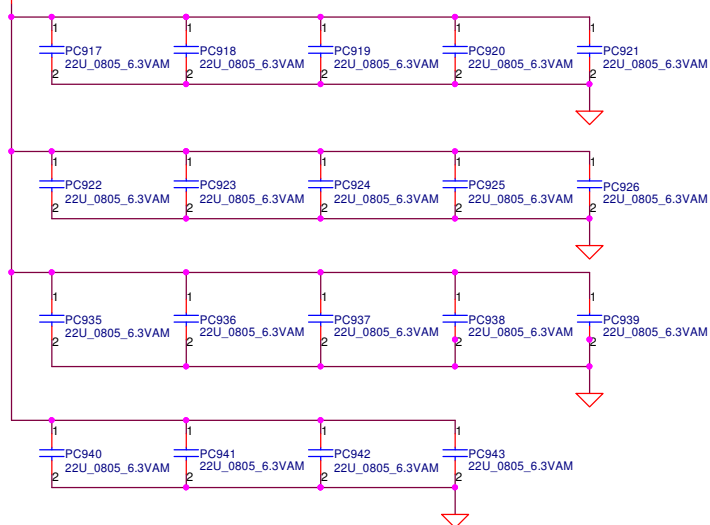 1 1 1 1 1
PC917 PC918 PC919 PC920 PC921
22U_0805_6.3VAM 22U_0805_6.3VAM 22U_0805_6.3VAM 22U_0805_6.3VAM 22U_0805_6.3VAM
2 2 2 2 2
1 1 1 1 1
PC922 PC923 PC924 PC925 PC926
22U_0805_6.3VAM 22U_0805_6.3VAM 22U_0805_6.3VAM 22U_0805_6.3VAM 22U_0805_6.3VAM
2 2 2 2 2
1 1 1 1 1
PC935 PC936 PC937 PC938 PC939
22U_0805_6.3VAM 22U_0805_6.3VAM 22U_0805_6.3VAM 22U_0805_6.3VAM 22U_0805_6.3VAM
2 2 2 2 2
1 1 1 1
PC940 PC941 PC942 PC943
22U_0805_6.3VAM 22U_0805_6.3VAM 22U_0805_6.3VAM 22U_0805_6.3VAM
2 2 2 2